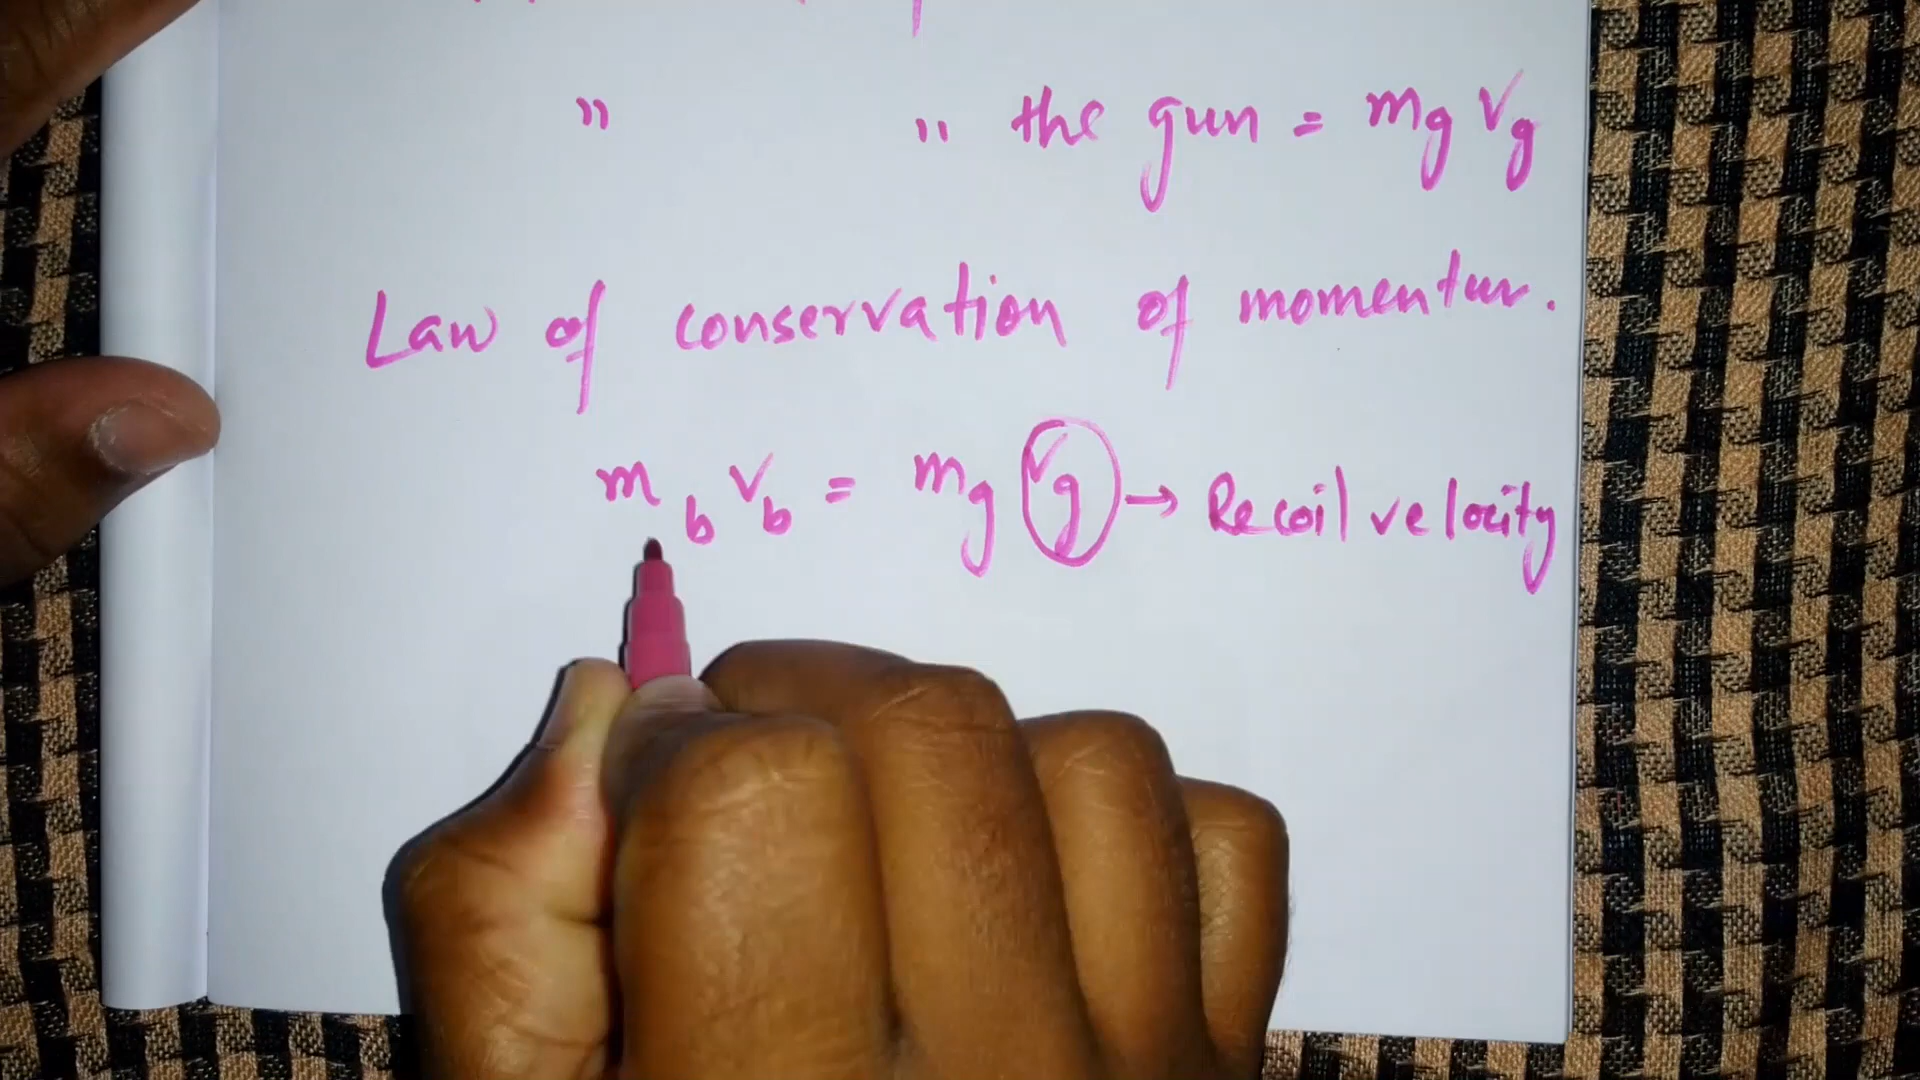 " " the gun = mg vg
Law of conservation of momentum.
mb vb = mg vg → Recoil velocity